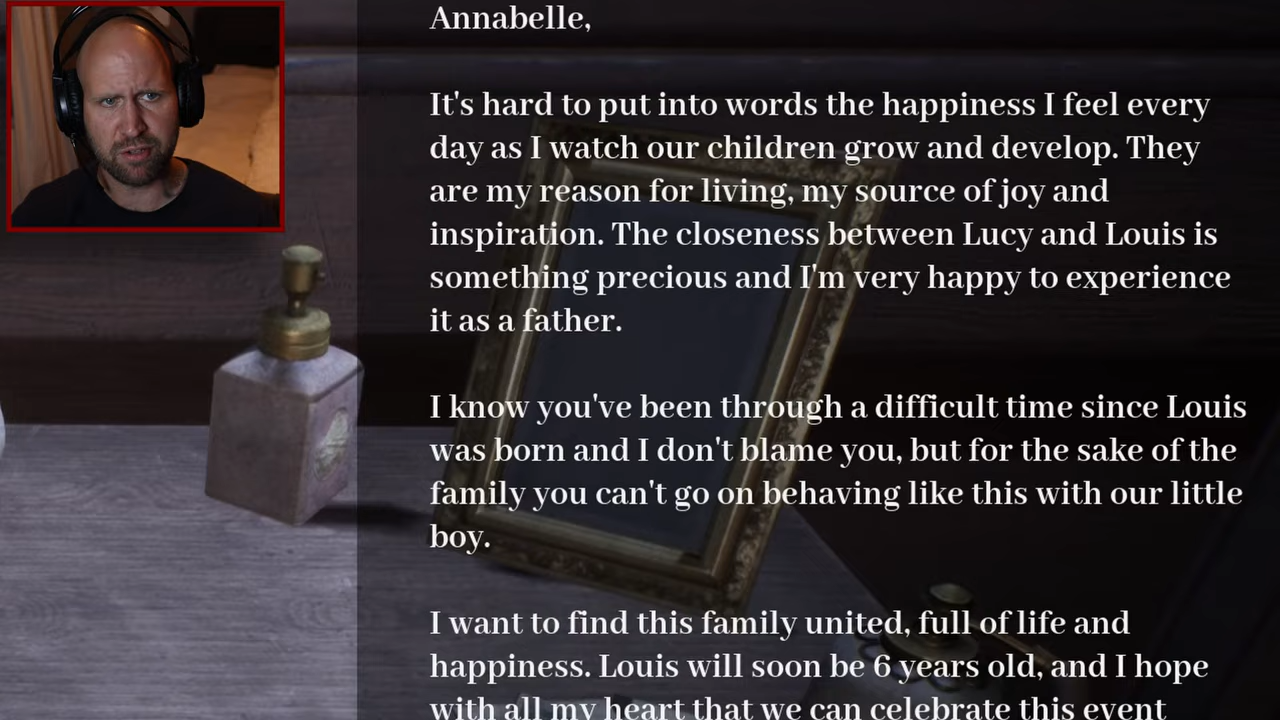 Annabelle,
It's hard to put into words the happiness I feel every
day as I watch our children grow and develop. They
are my reason for living, my source of joy and
inspiration. The closeness between Lucy and Louis is
something precious and I'm very happy to experience
it as a father.
I know you've been through a difficult time since Louis
was born and I don't blame you, but for the sake of the
family you can't go on behaving like this with our little
boy.
I want to find this family united, full of life and
happiness. Louis will soon be 6 years old, and I hope
with all my heart that we can celebrate this event